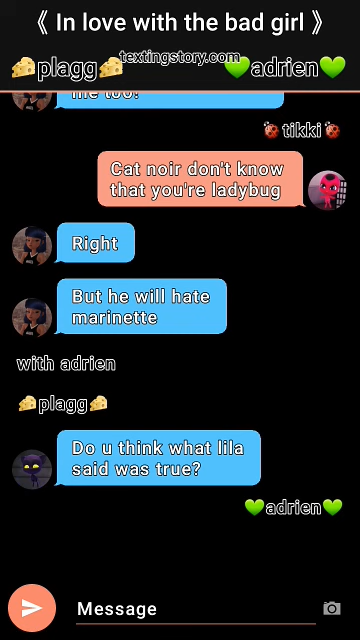 《 In love with the bad girl 》
textingstory.com
🧀plagg🧀 💚adrien💚
me too!
🐞tikki🐞
Cat noir don't know
that you're ladybug
Right
But he will hate
marinette
with adrien
🧀plagg🧀
Do u think what lila
said was true?
💚adrien💚
Message